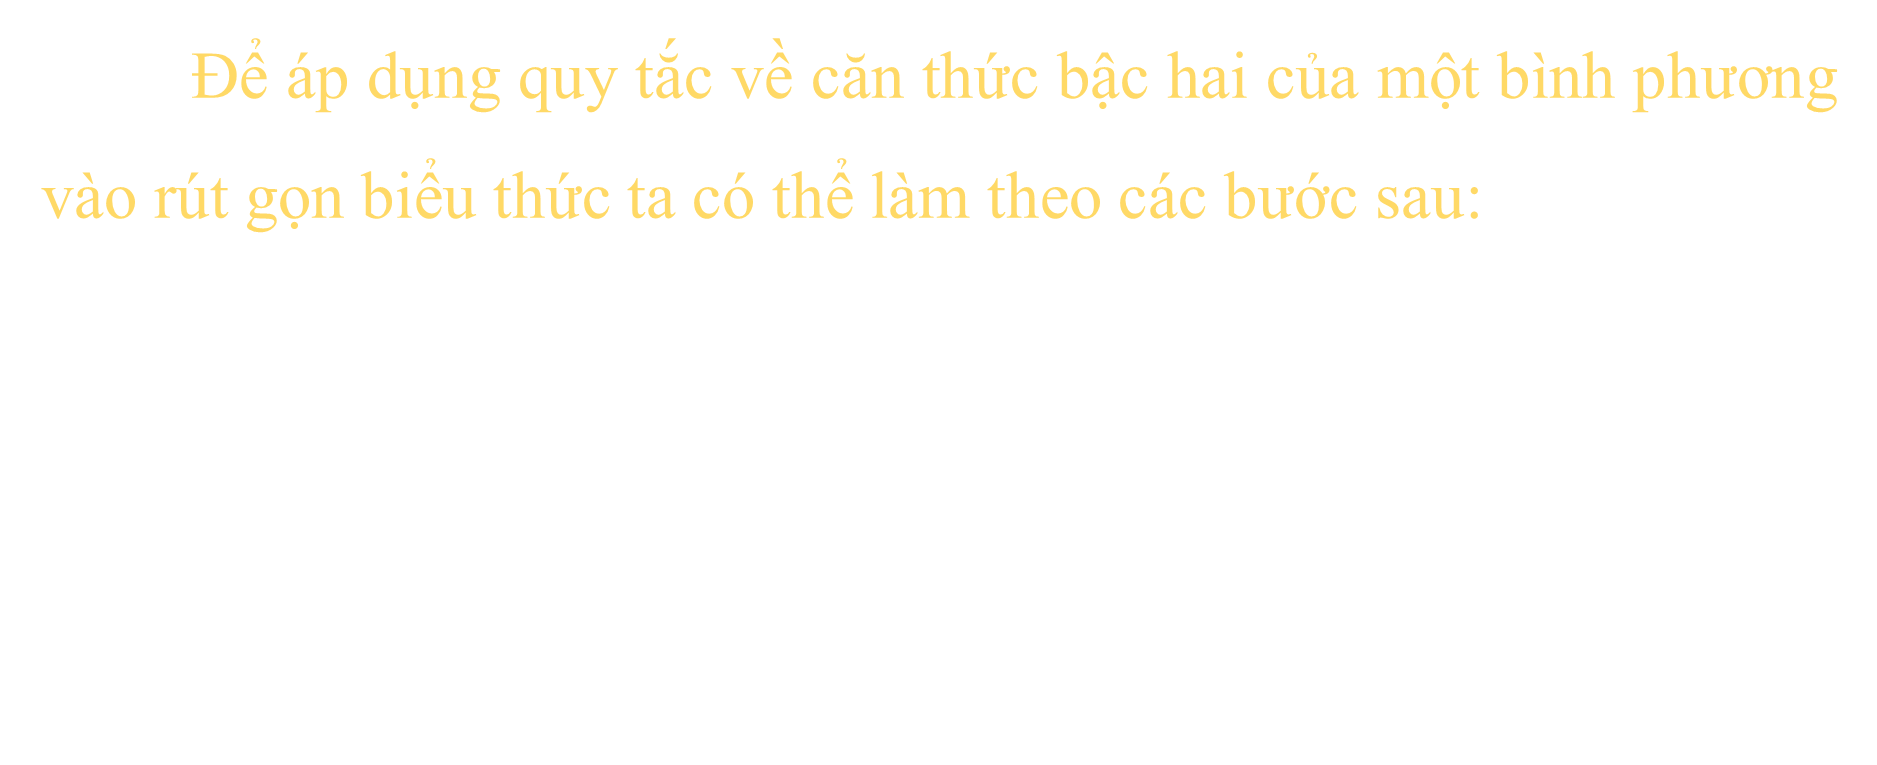 Để áp dụng quy tắc về căn thức bậc hai của một bình phương
vào rút gọn biểu thức ta có thể làm theo các bước sau: